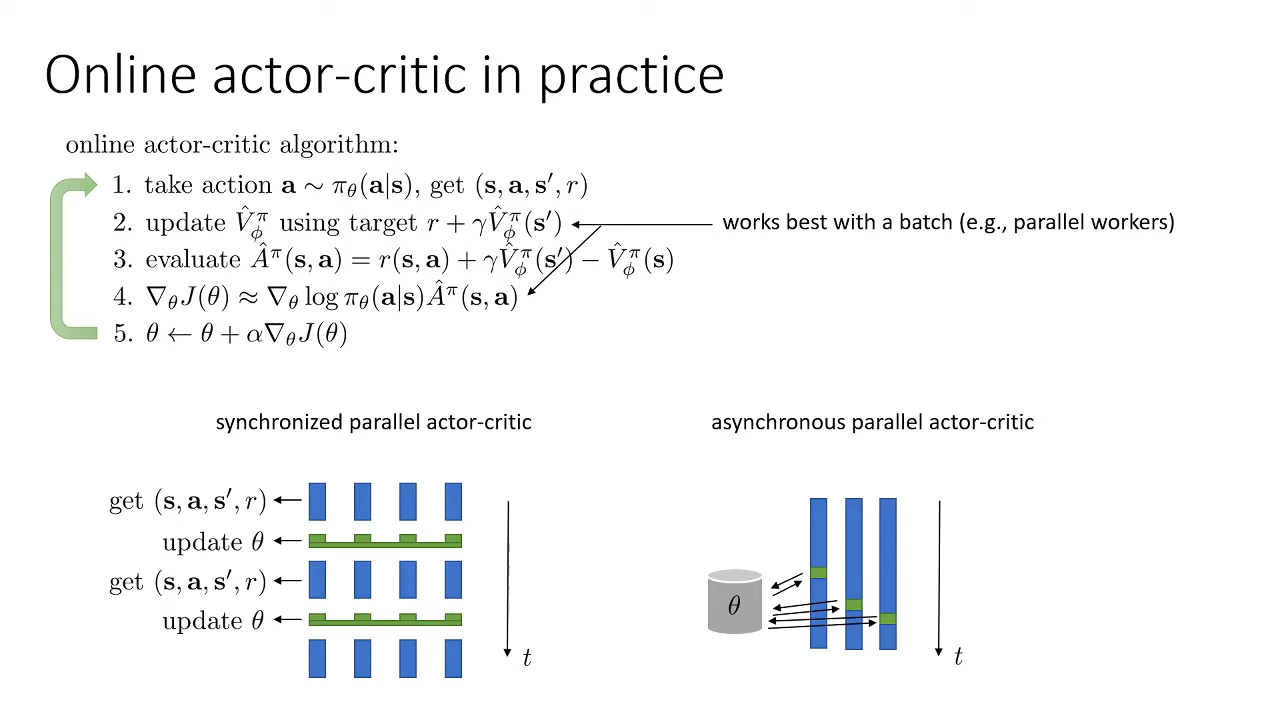 Online actor-critic in practice
online actor-critic algorithm:
1. take action a ∼ π_θ(a|s), get (s, a, s′, r)
2. update V̂^π_ϕ using target r + γV̂^π_ϕ(s′)
works best with a batch (e.g., parallel workers)
3. evaluate Â^π(s, a) = r(s, a) + γV̂^π_ϕ(s′) − V̂^π_ϕ(s)
4. ∇_θJ(θ) ≈ ∇_θ log π_θ(a|s)Â^π(s, a)
5. θ ← θ + α∇_θJ(θ)
synchronized parallel actor-critic
asynchronous parallel actor-critic
get (s, a, s′, r)
update θ
get (s, a, s′, r)
update θ
t
θ
t